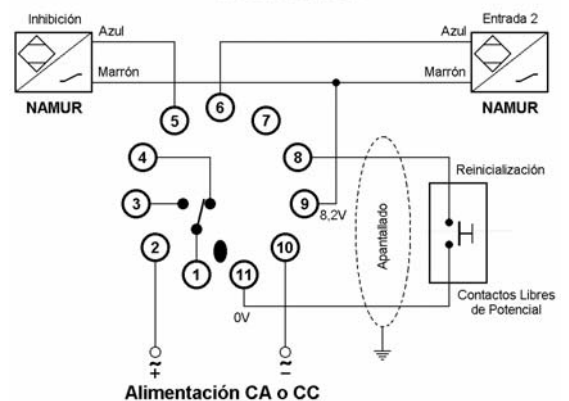 Inhibición
Entrada 2
Azul
Azul
Marrón
Marrón
NAMUR
NAMUR
5
6
7
4
8
Reinicialización
3
9
8,2V
Apantallado
2
1
11
10
0V
Contactos Libres
de Potencial
~
+
~
−
Alimentación CA o CC